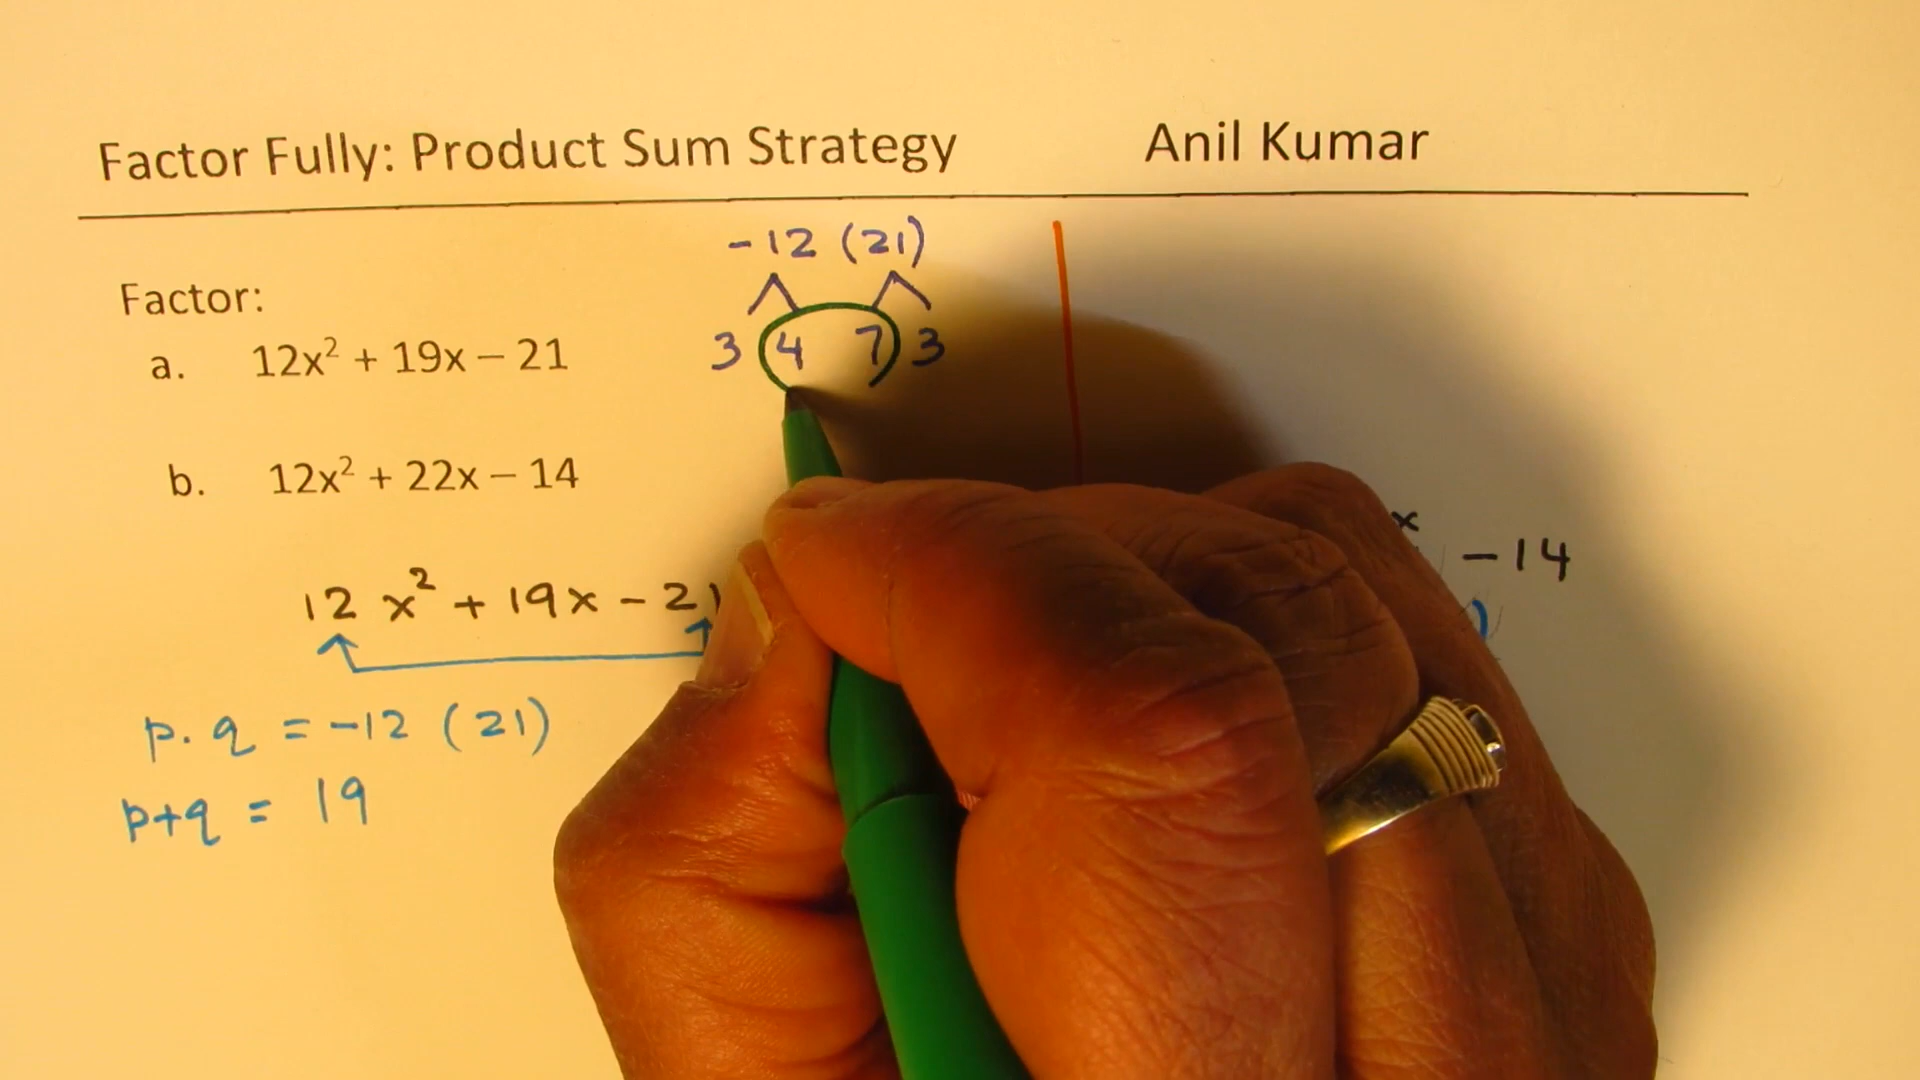 Factor Fully: Product Sum Strategy
Anil Kumar
Factor:
a. 12x² + 19x – 21
b. 12x² + 22x – 14
-12 (21)
3 4 7 3
12 x² + 19x - 21
p. q = -12 (21)
p+q = 19
x
-14
)